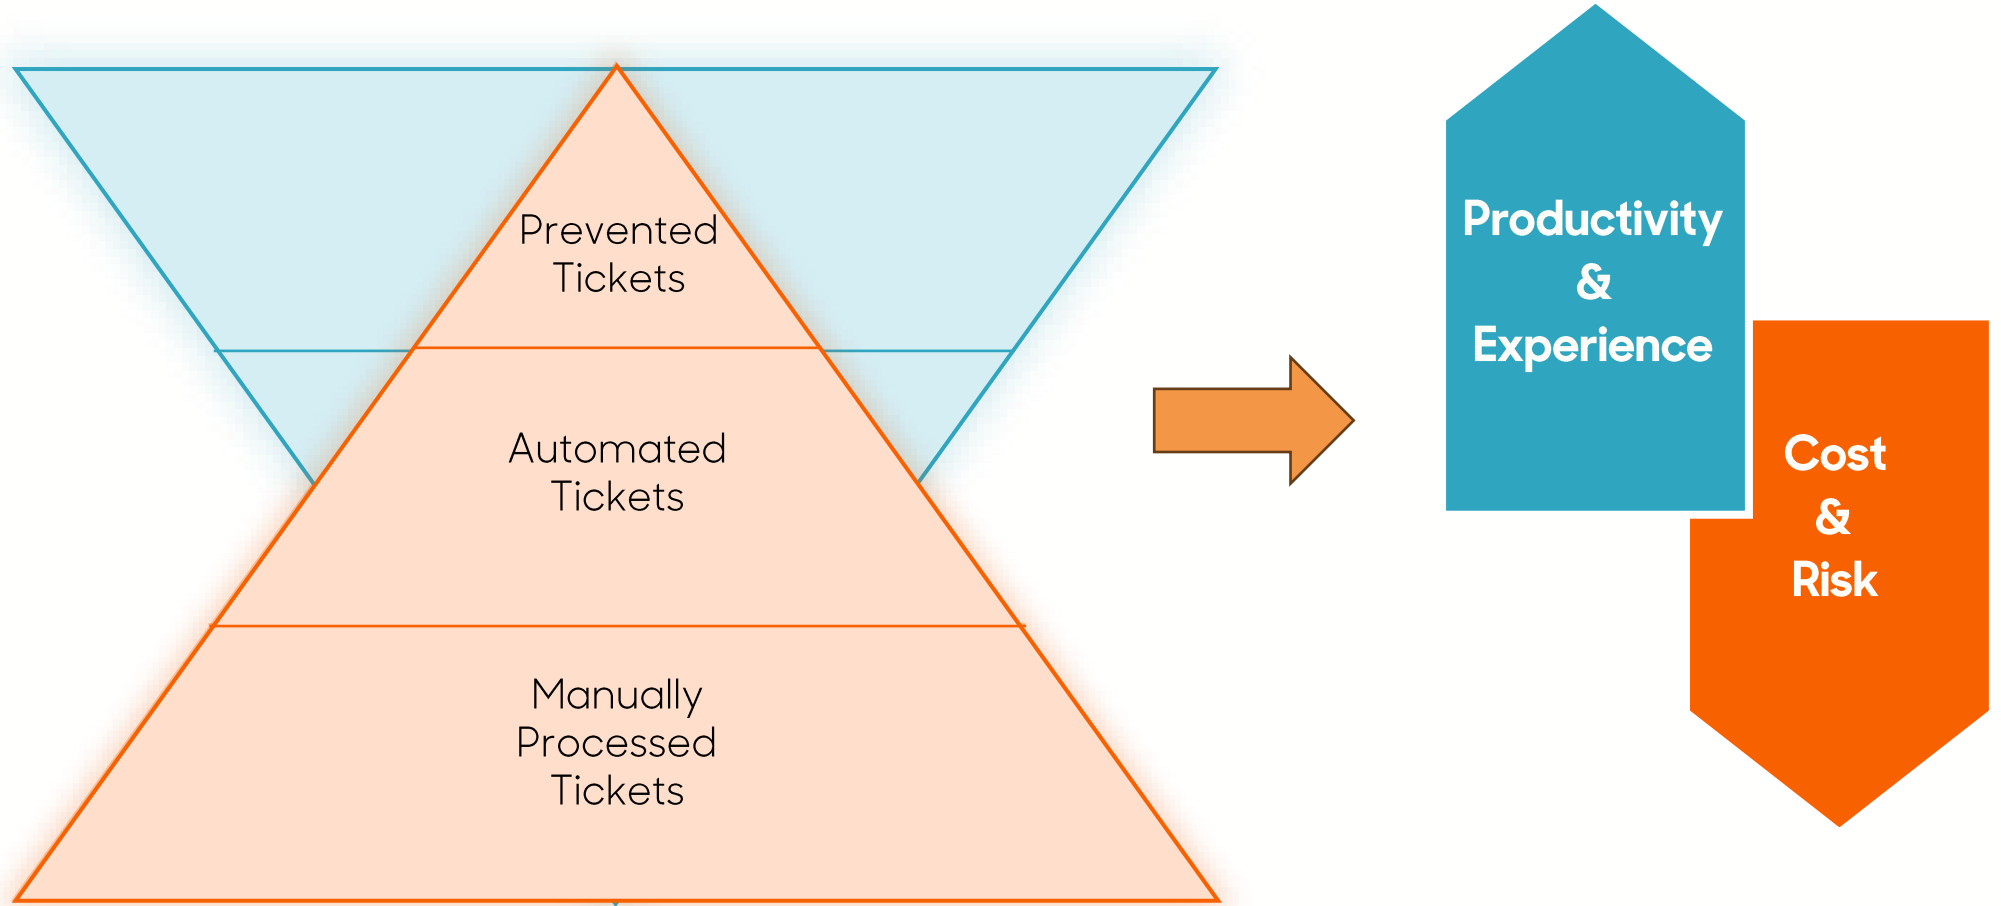 Prevented
Tickets
Automated
Tickets
Manually
Processed
Tickets
Productivity
&
Experience
Cost
&
Risk